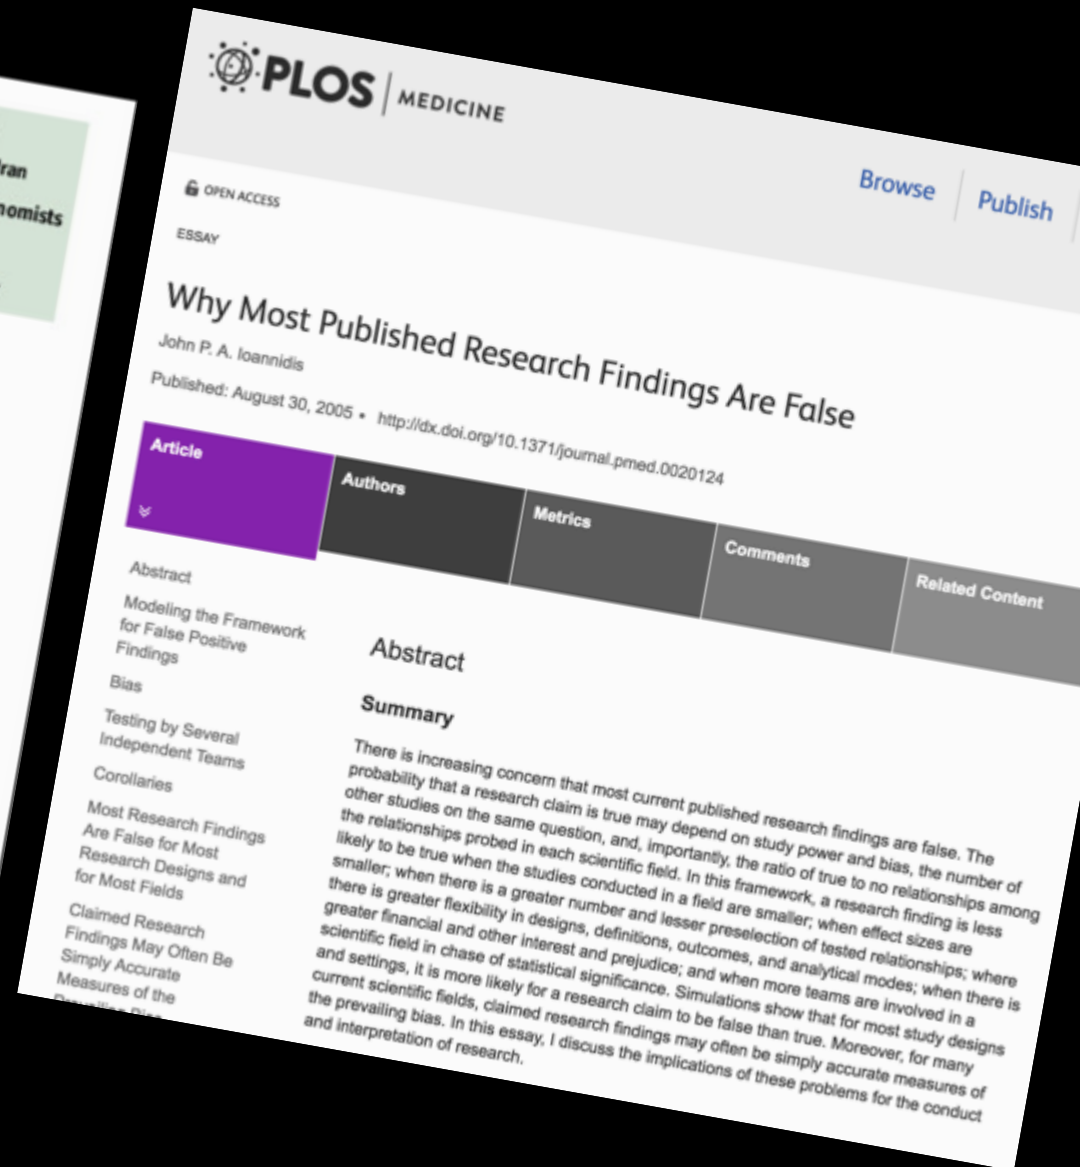 ran
nomists
PLOS | MEDICINE
Browse
Publish
OPEN ACCESS
ESSAY
Why Most Published Research Findings Are False
John P. A. Ioannidis
Published: August 30, 2005 • http://dx.doi.org/10.1371/journal.pmed.0020124
Article
Authors
Metrics
Comments
Related Content
Abstract
Modeling the Framework
for False Positive
Findings
Bias
Testing by Several
Independent Teams
Corollaries
Most Research Findings
Are False for Most
Research Designs and
for Most Fields
Claimed Research
Findings May Often Be
Simply Accurate
Measures of the
Prevailing Bias
Abstract
Summary
There is increasing concern that most current published research findings are false. The
probability that a research claim is true may depend on study power and bias, the number of
other studies on the same question, and, importantly, the ratio of true to no relationships among
the relationships probed in each scientific field. In this framework, a research finding is less
likely to be true when the studies conducted in a field are smaller; when effect sizes are
smaller; when there is a greater number and lesser preselection of tested relationships; where
there is greater flexibility in designs, definitions, outcomes, and analytical modes; when there is
greater financial and other interest and prejudice; and when more teams are involved in a
scientific field in chase of statistical significance. Simulations show that for most study designs
and settings, it is more likely for a research claim to be false than true. Moreover, for many
current scientific fields, claimed research findings may often be simply accurate measures of
the prevailing bias. In this essay, I discuss the implications of these problems for the conduct
and interpretation of research.